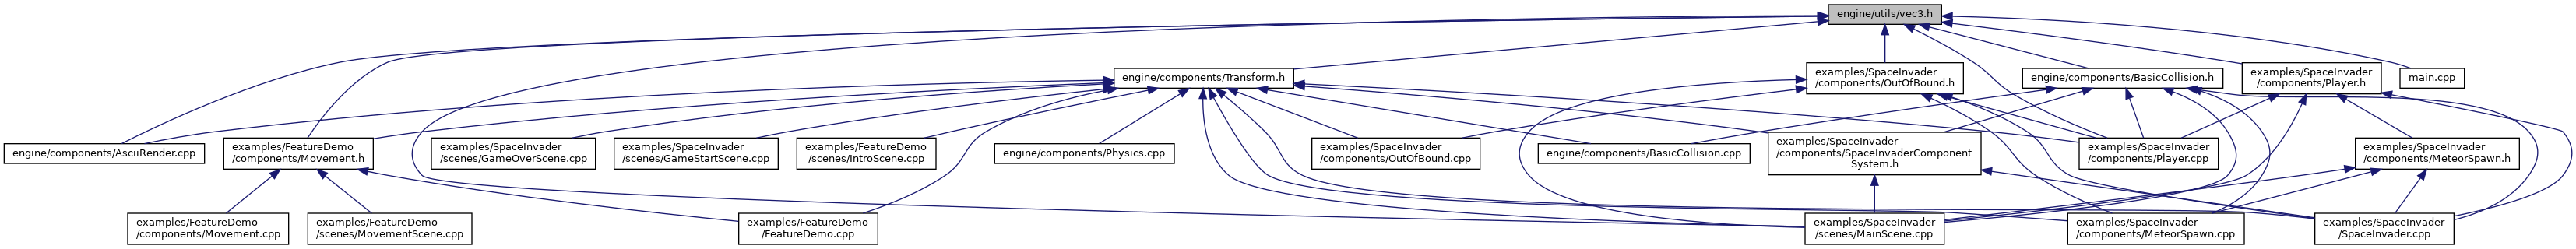 engine/utils/vec3.h
engine/components/Transform.h
examples/SpaceInvader
/components/OutOfBound.h
engine/components/BasicCollision.h
examples/SpaceInvader
/components/Player.h
main.cpp
engine/components/AsciiRender.cpp
examples/FeatureDemo
/components/Movement.h
examples/SpaceInvader
/scenes/GameOverScene.cpp
examples/SpaceInvader
/scenes/GameStartScene.cpp
examples/FeatureDemo
/scenes/IntroScene.cpp
engine/components/Physics.cpp
examples/SpaceInvader
/components/OutOfBound.cpp
engine/components/BasicCollision.cpp
examples/SpaceInvader
/components/SpaceInvaderComponent
System.h
examples/SpaceInvader
/components/Player.cpp
examples/SpaceInvader
/components/MeteorSpawn.h
examples/FeatureDemo
/components/Movement.cpp
examples/FeatureDemo
/scenes/MovementScene.cpp
examples/FeatureDemo
/FeatureDemo.cpp
examples/SpaceInvader
/scenes/MainScene.cpp
examples/SpaceInvader
/components/MeteorSpawn.cpp
examples/SpaceInvader
/SpaceInvader.cpp